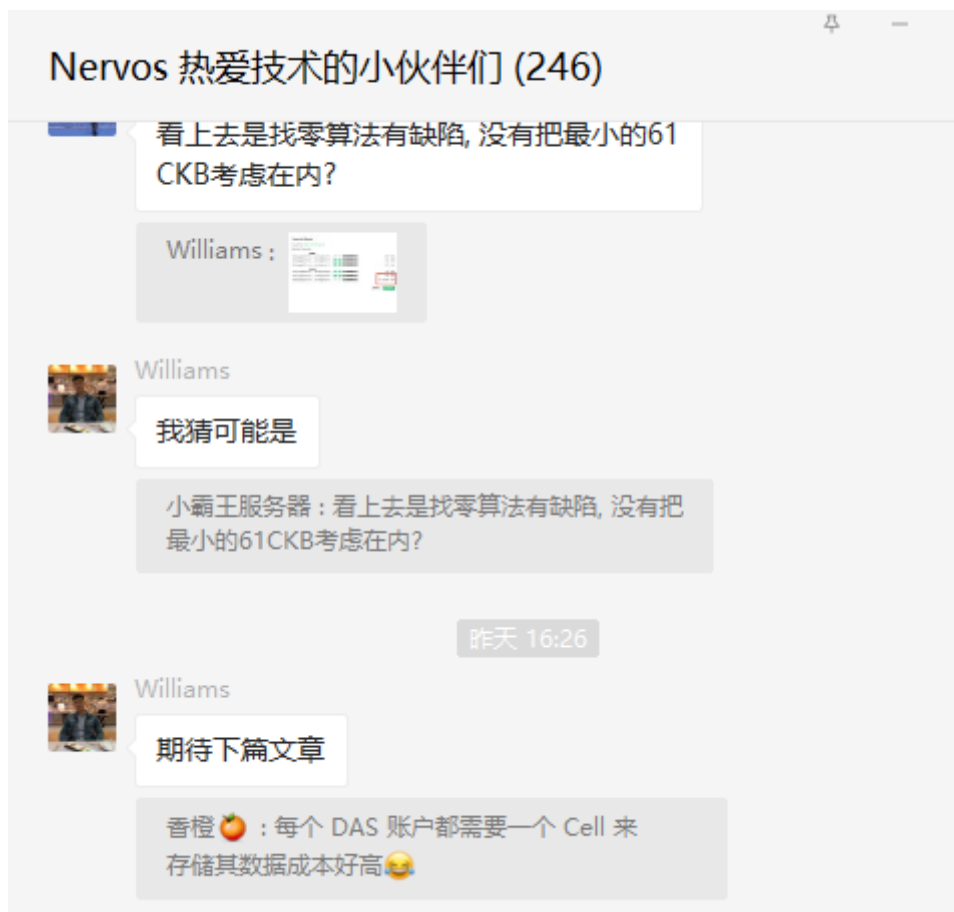 Nervos 热爱技术的小伙伴们 (246)
看上去是找零算法有缺陷, 没有把最小的61
CKB考虑在内?
Williams :
Williams
我猜可能是
小霸王服务器 : 看上去是找零算法有缺陷, 没有把
最小的61CKB考虑在内?
昨天 16:26
Williams
期待下篇文章
香橙🍊 : 每个 DAS 账户都需要一个 Cell 来
存储其数据成本好高😂